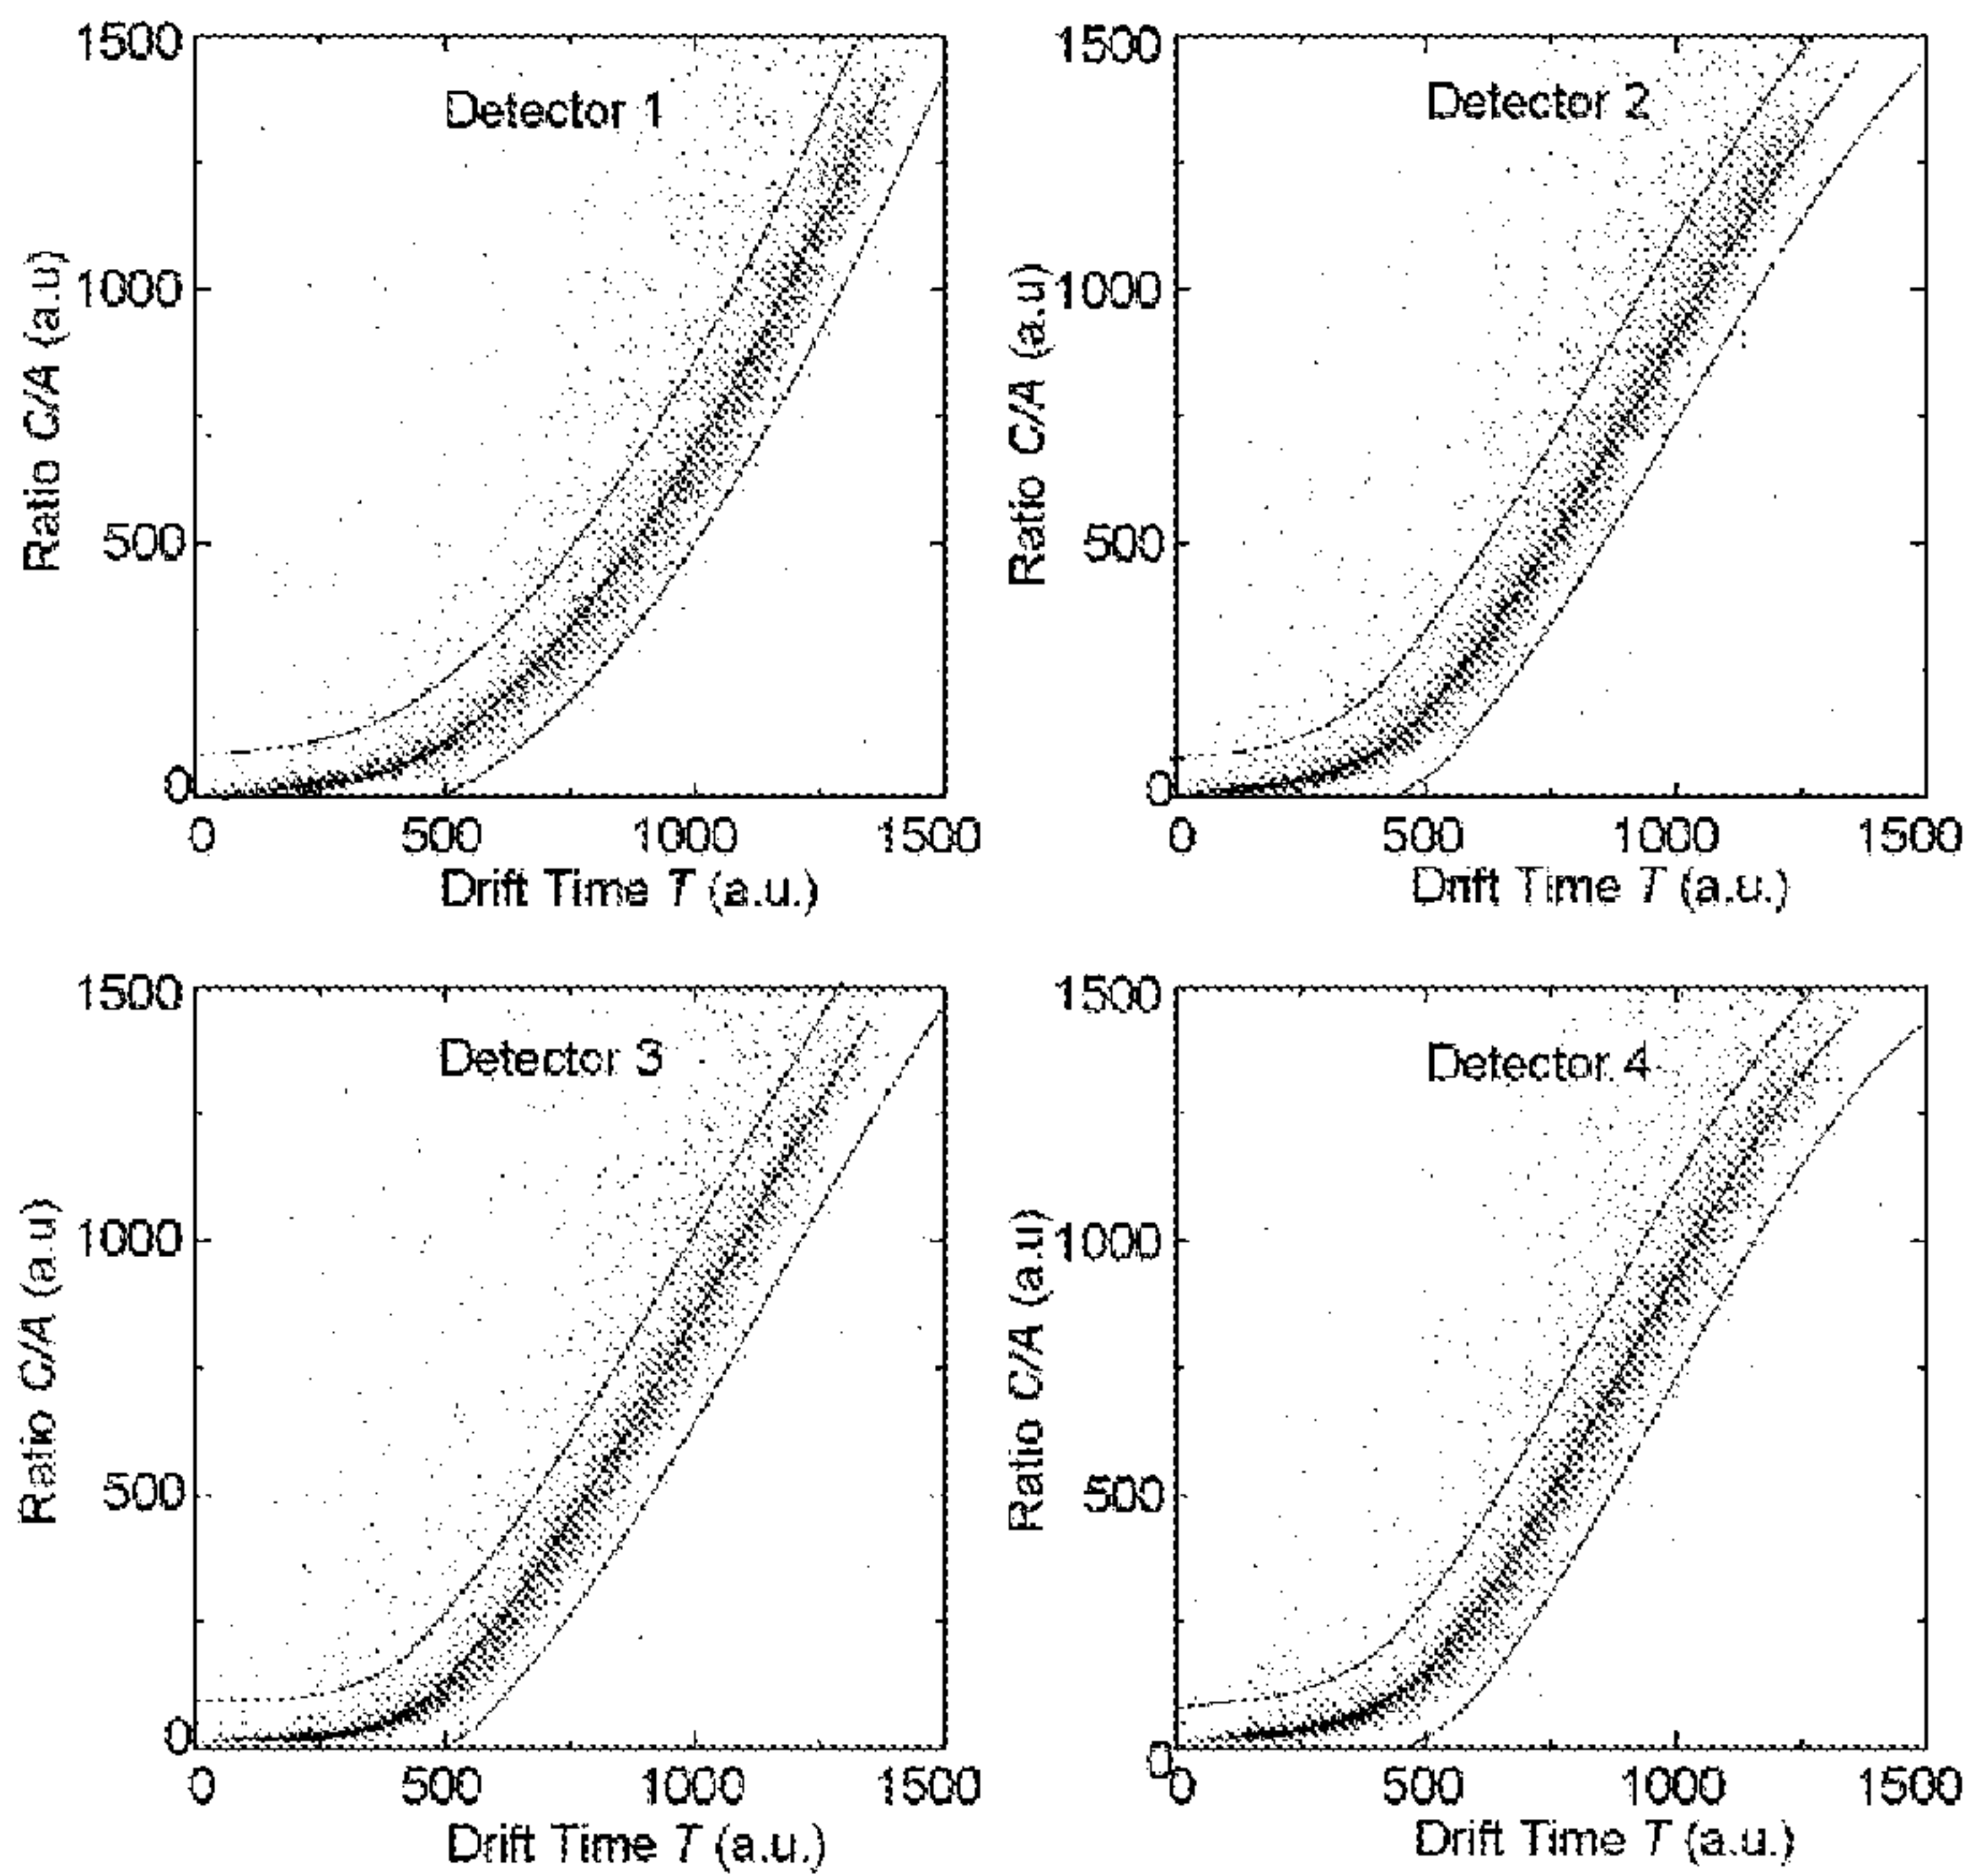 1500
1000
500
0
Ratio C/A (a.u)
Detector 1
0 500 1000 1500
Drift Time T (a.u.)
1500
1000
500
0
Ratio C/A (a.u)
Detector 2
0 500 1000 1500
Drift Time T (a.u.)
1500
1000
500
0
Ratio C/A (a.u)
Detector 3
0 500 1000 1500
Drift Time T (a.u.)
1500
1000
500
0
Ratio C/A (a.u)
Detector 4
0 500 1000 1500
Drift Time T (a.u.)